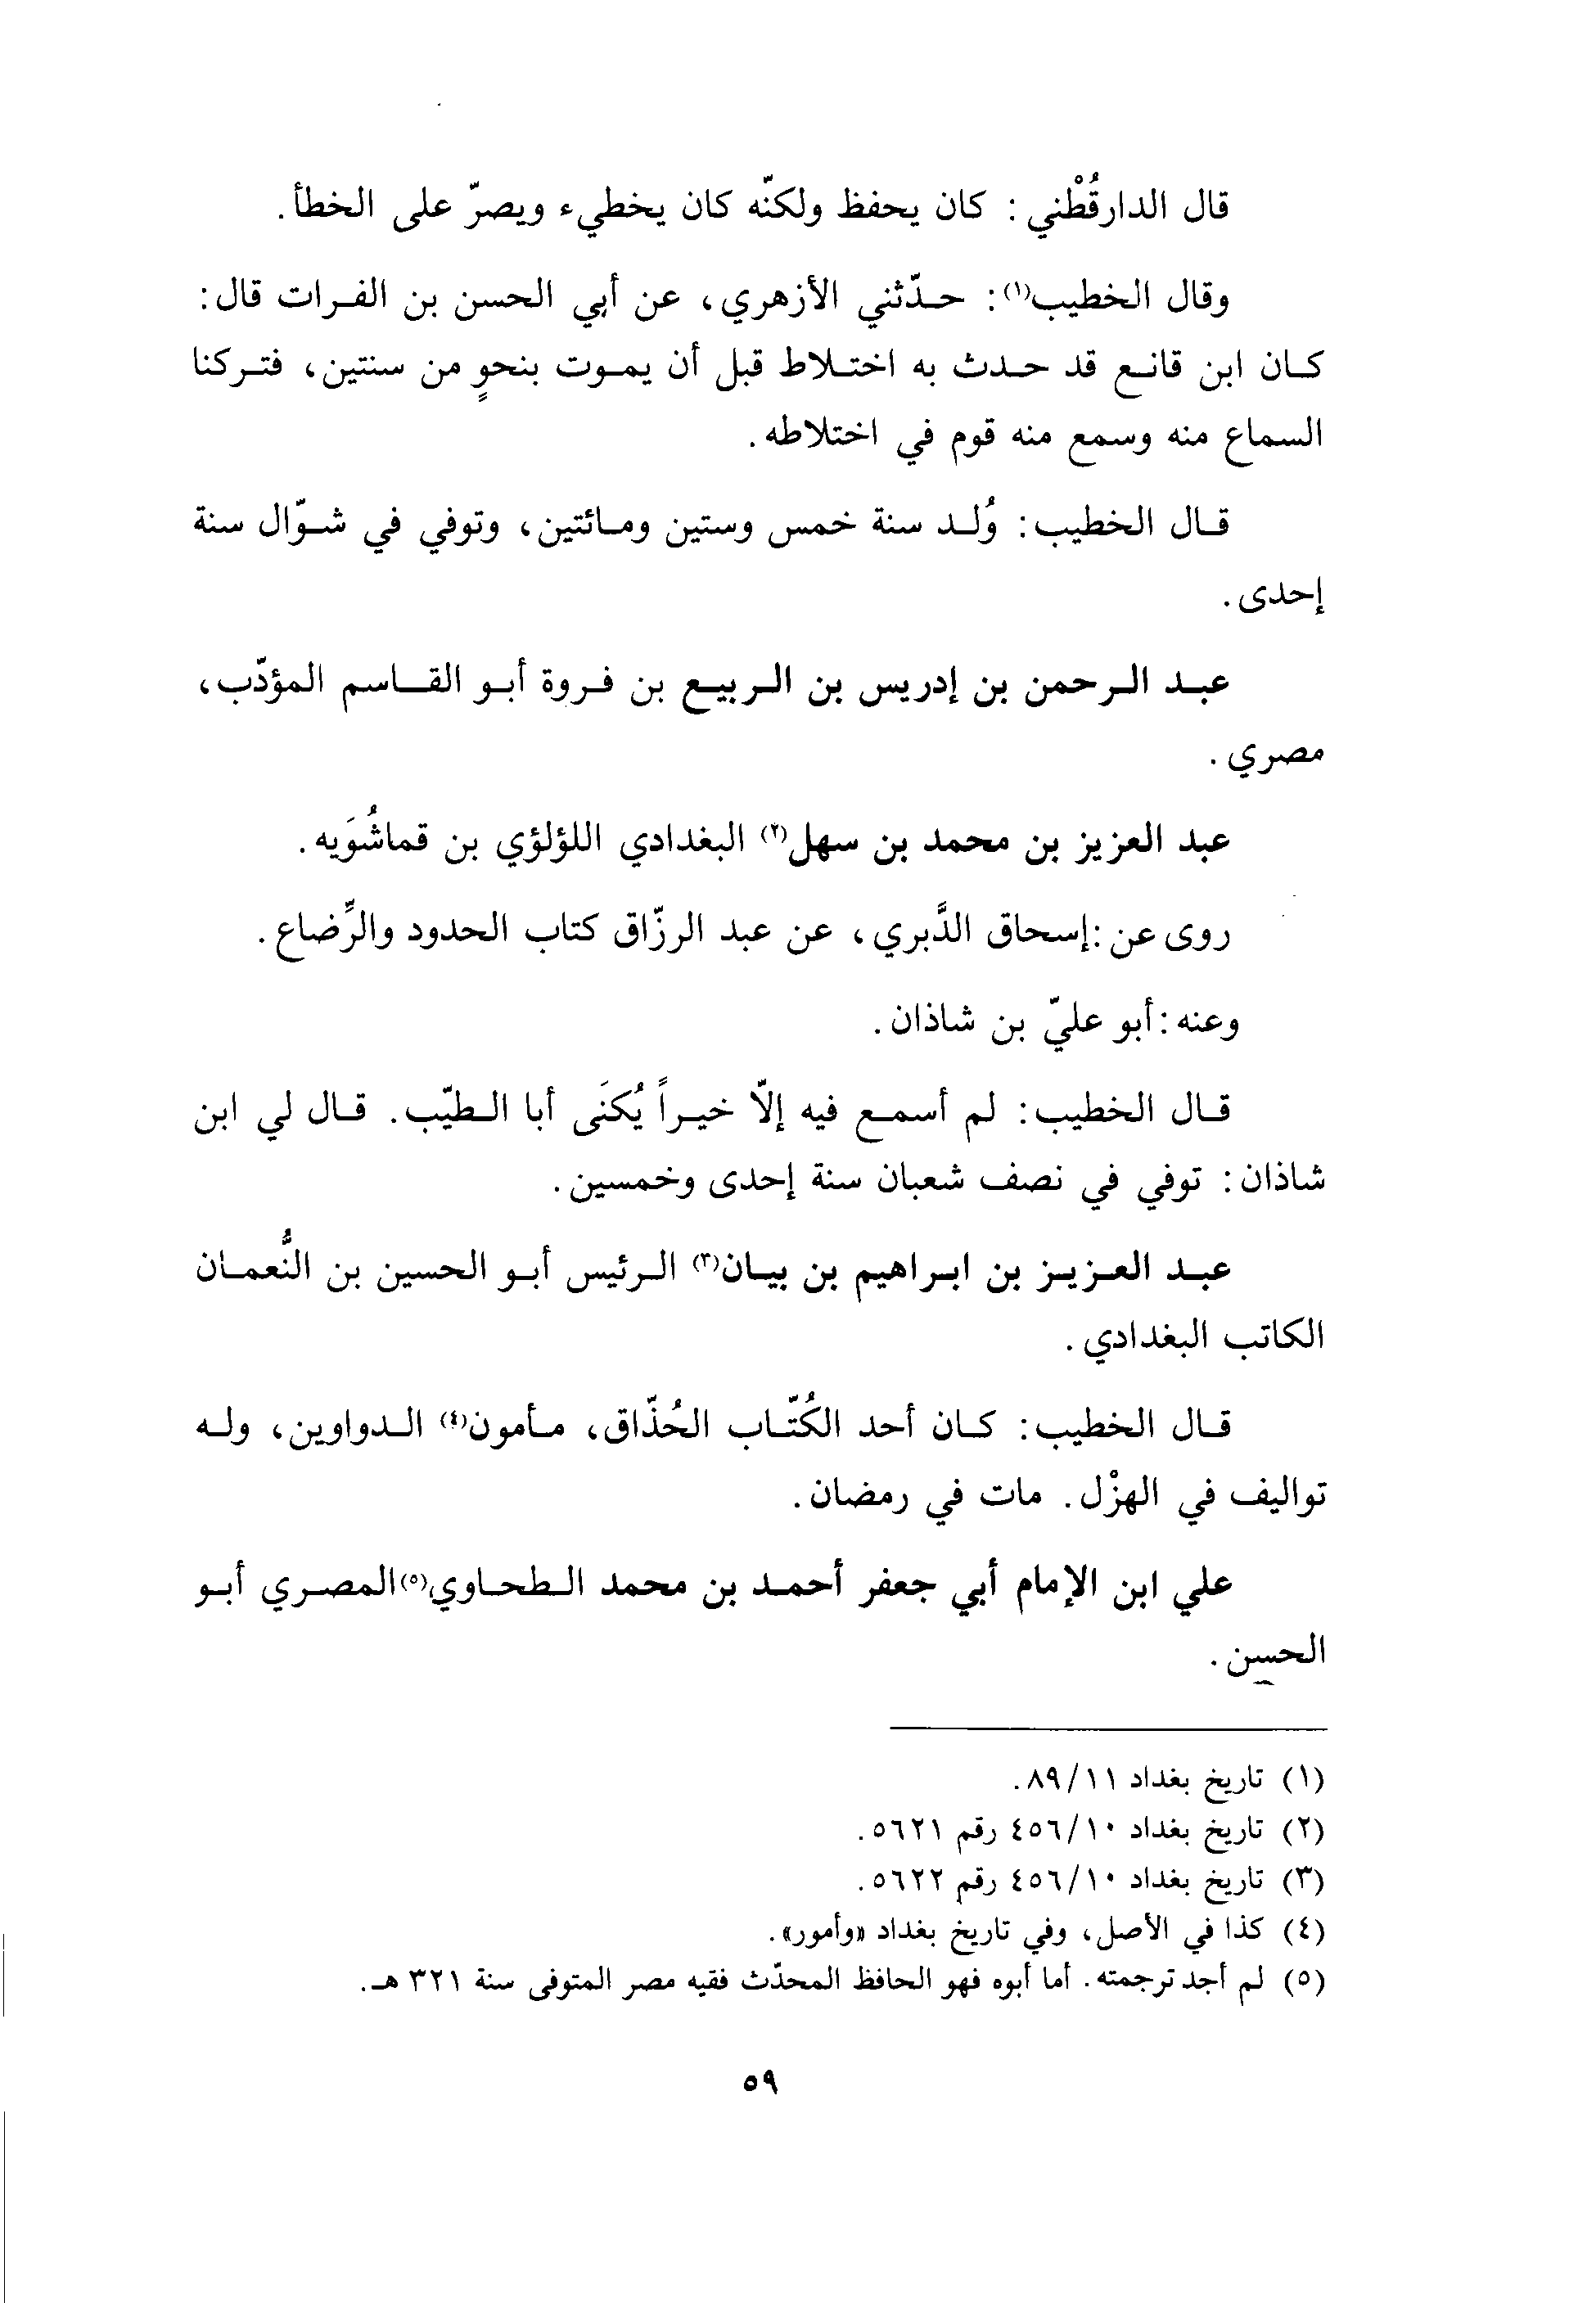 قال الدارقُطْني : كان يحفظ ولكنّه كان يخطيء ويصرّ على الخطأ .
وقال الخطيب(١) : حدّثني الأزهري ، عن أبي الحسن بن الفرات قال :
كان ابن قانع قد حدث به اختلاط قبل أن يموت بنحوٍ من سنتين ، فتركنا
السماع منه وسمع منه قوم في اختلاطه .
قال الخطيب : وُلد سنة خمس وستين ومائتين ، وتوفي في شوّال سنة
إحدى .
عبد الرحمن بن إدريس بن الربيع بن فروة أبو القاسم المؤدّب ،
مصري .
عبد العزيز بن محمد بن سهل(٢) البغدادي اللؤلؤي بن قماشُوَيه .
روى عن : إسحاق الدَّبري ، عن عبد الرزّاق كتاب الحدود والرِّضاع .
وعنه : أبو عليّ بن شاذان .
قال الخطيب : لم أسمع فيه إلّا خيراً يُكنَى أبا الطيّب . قال لي ابن
شاذان : توفي في نصف شعبان سنة إحدى وخمسين .
عبد العزيز بن ابراهيم بن بيان(٣) الرئيس أبو الحسين بن النُّعمان
الكاتب البغدادي .
قال الخطيب : كان أحد الكُتّاب الحُذّاق ، مأمون(٤) الدواوين ، وله
تواليف في الهزْل . مات في رمضان .
علي ابن الإمام أبي جعفر أحمد بن محمد الطحاوي(٥) المصري أبو
الحسن .
(١) تاريخ بغداد ١١/ ٨٩ .
(٢) تاريخ بغداد ١٠/ ٤٥٦ رقم ٥٦٢١ .
(٣) تاريخ بغداد ١٠/ ٤٥٦ رقم ٥٦٢٢ .
(٤) كذا في الأصل ، وفي تاريخ بغداد «وأمور» .
(٥) لم أجد ترجمته . أما أبوه فهو الحافظ المحدّث فقيه مصر المتوفى سنة ٣٢١ هـ .
٥٩